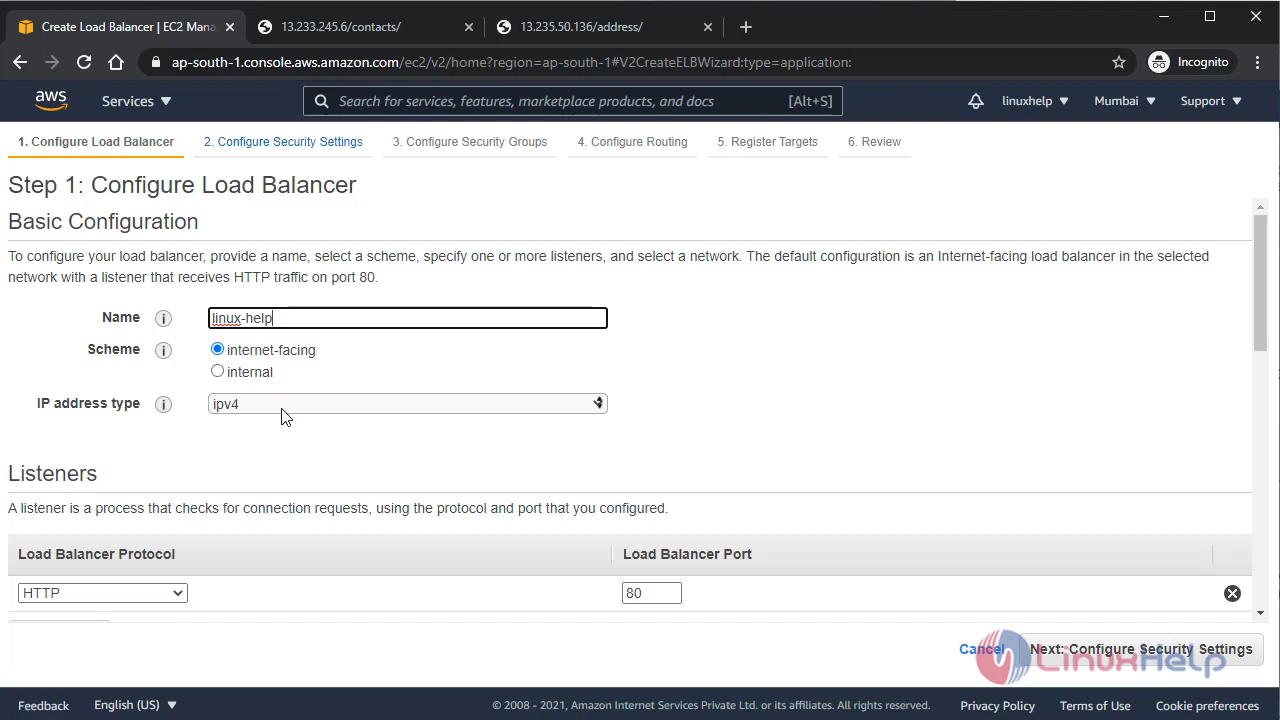 Create Load Balancer | EC2 Mana
13.233.245.6/contacts/
13.235.50.136/address/
ap-south-1.console.aws.amazon.com/ec2/v2/home?region=ap-south-1#V2CreateELBWizard:type=application:
Incognito
aws
Services
Search for services, features, marketplace products, and docs
[Alt+S]
linuxhelp
Mumbai
Support
1. Configure Load Balancer
2. Configure Security Settings
3. Configure Security Groups
4. Configure Routing
5. Register Targets
6. Review
Step 1: Configure Load Balancer
Basic Configuration
To configure your load balancer, provide a name, select a scheme, specify one or more listeners, and select a network. The default configuration is an Internet-facing load balancer in the selected
network with a listener that receives HTTP traffic on port 80.
Name
linux-help
Scheme
internet-facing
internal
IP address type
ipv4
Listeners
A listener is a process that checks for connection requests, using the protocol and port that you configured.
Load Balancer Protocol
Load Balancer Port
HTTP
80
Cancel
Next: Configure Security Settings
LINUXHELP
Feedback
English (US)
© 2008 - 2021, Amazon Internet Services Private Ltd. or its affiliates. All rights reserved.
Privacy Policy
Terms of Use
Cookie preferences